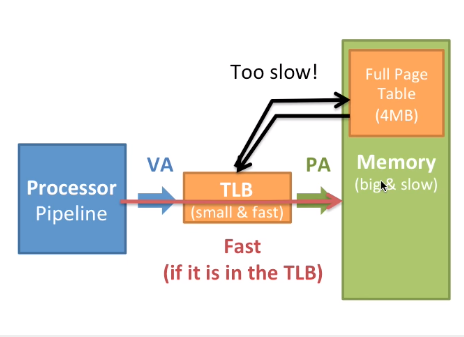 Too slow!
Full Page
Table
(4MB)
Processor
Pipeline
VA
TLB
(small & fast)
PA
Memory
(big & slow)
Fast
(if it is in the TLB)